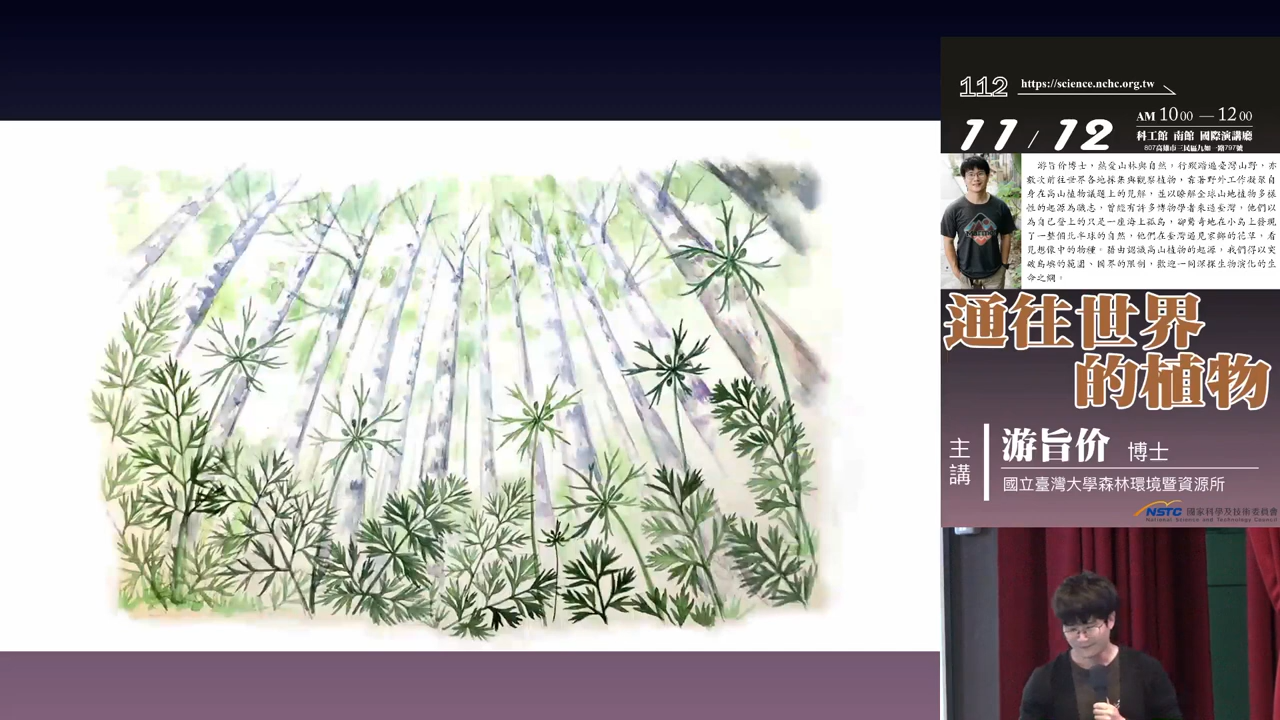 112
https://science.nchc.org.tw
11 / 12
AM 10 00 — 12 00
科工館 南館 國際演講廳
807高雄市三民區九如一路797號
游旨价博士，熱愛山林與自然，行蹤踏遍臺灣山野，亦
數次前往世界各地採集與觀察植物，靠著野外工作凝聚自
身在高山植物議題上的見解，並以瞭解全球山地植物多樣
性的起源為職志，曾經有許多博物學者來造臺灣，他們以
為自己登上的只是一座海上孤島，卻驚奇地在小島上發現
了一整個北半球的自然，他們在臺灣遇見家鄉的花草，看
見想像中的物種。藉由認識高山植物的起源，我們得以突
破島嶼的範圍、國界的限制，歡迎一同深探生物演化的生
命之網。
通往世界
的植物
主講
游旨价 博士
國立臺灣大學森林環境暨資源所
NSTC 國家科學及技術委員會
National Science and Technology Council